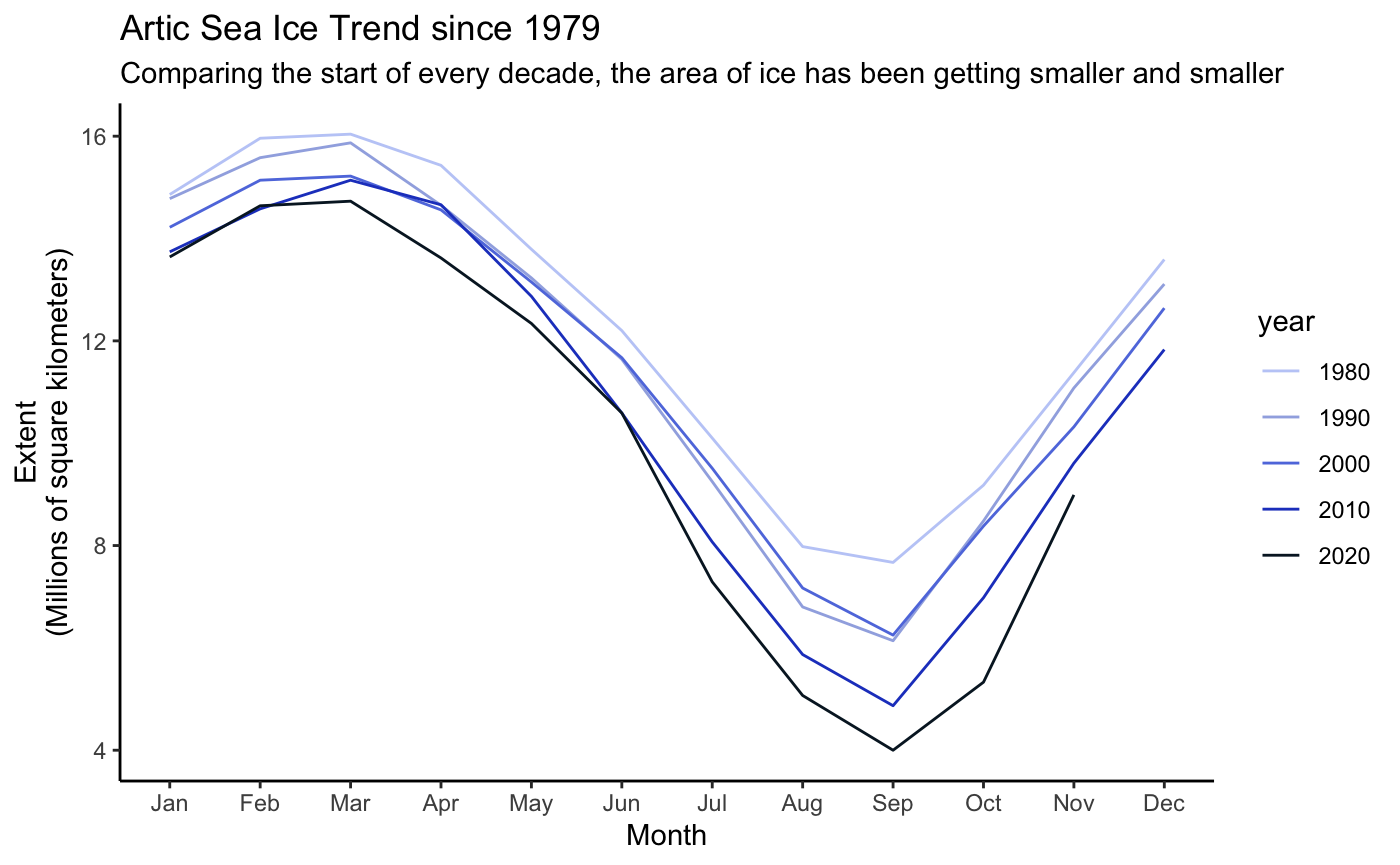 Artic Sea Ice Trend since 1979
Comparing the start of every decade, the area of ice has been getting smaller and smaller
Extent
(Millions of square kilometers)
16
12
8
4
Jan Feb Mar Apr May Jun Jul Aug Sep Oct Nov Dec
Month
year
1980
1990
2000
2010
2020